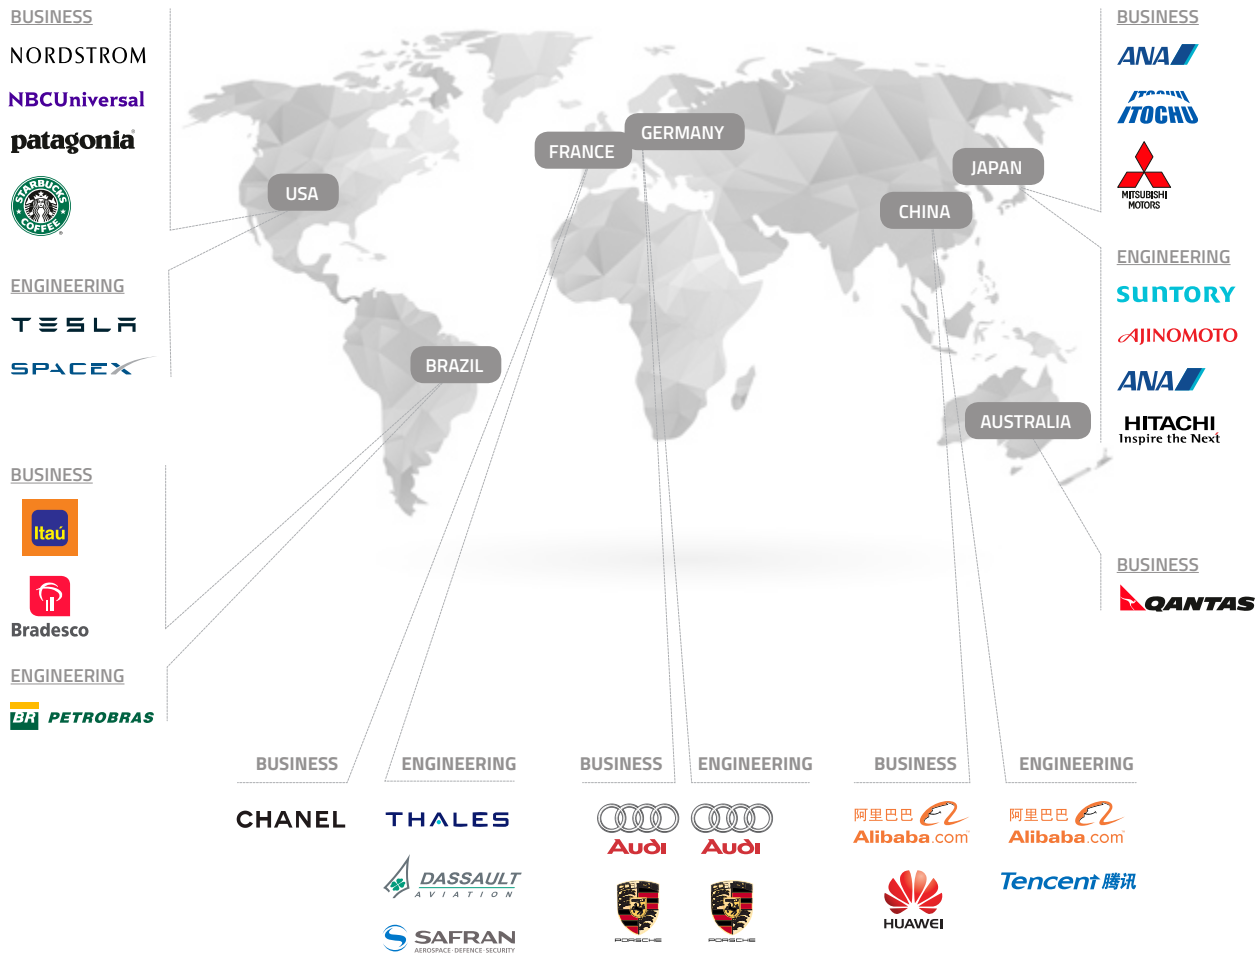 BUSINESS
NORDSTROM
NBCUniversal
patagonia
STARBUCKS
COFFEE
ENGINEERING
TESLA
SPACEX
BUSINESS
Itaú
Bradesco
ENGINEERING
BR PETROBRAS
USA
BRAZIL
FRANCE
GERMANY
JAPAN
CHINA
AUSTRALIA
BUSINESS
ANA
ITOCHU
ITOCHU
MITSUBISHI
MOTORS
ENGINEERING
SUNTORY
AJINOMOTO
ANA
HITACHI
Inspire the Next
BUSINESS
QANTAS
BUSINESS
CHANEL
ENGINEERING
THALES
DASSAULT
AVIATION
SAFRAN
AEROSPACE·DEFENCE·SECURITY
BUSINESS
Audi
PORSCHE
ENGINEERING
Audi
PORSCHE
BUSINESS
阿里巴巴
Alibaba.com
HUAWEI
ENGINEERING
阿里巴巴
Alibaba.com
Tencent 腾讯